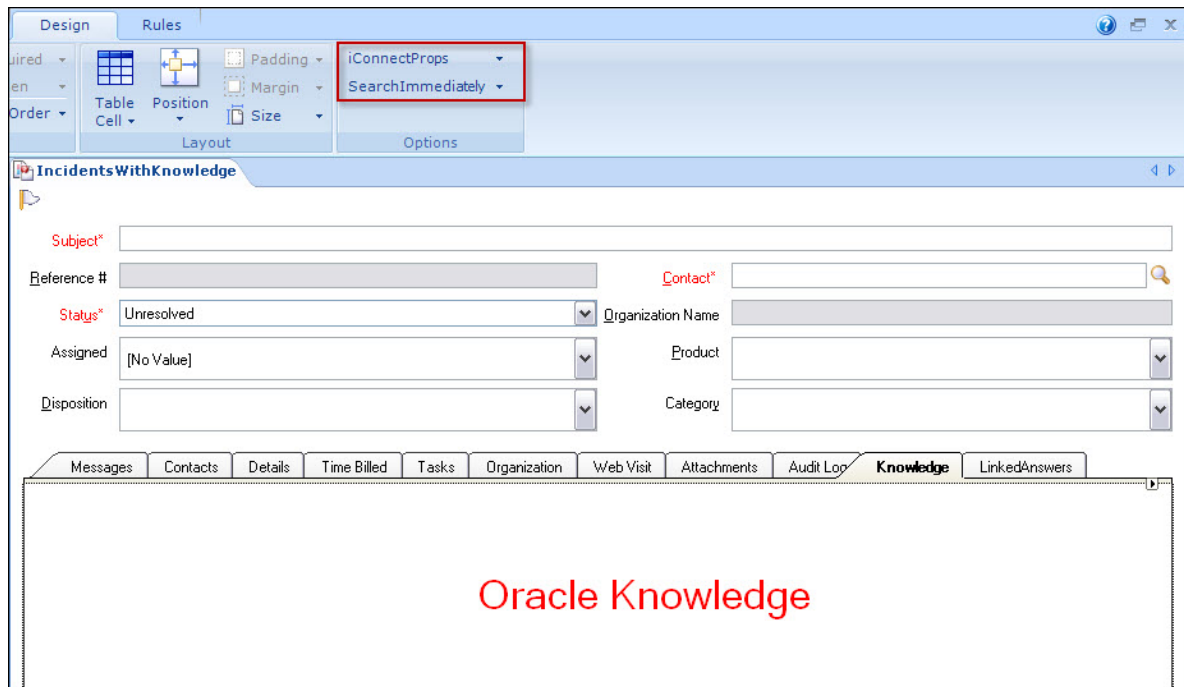 Design Rules
uired
en
Order
Table
Cell
Position
Padding
Margin
Size
Layout
iConnectProps
SearchImmediately
Options
IncidentsWithKnowledge
Subject*
Reference #
Contact*
Status* Unresolved
Organization Name
Assigned [No Value]
Product
Disposition
Category
Messages Contacts Details Time Billed Tasks Organization Web Visit Attachments Audit Log Knowledge LinkedAnswers
Oracle Knowledge